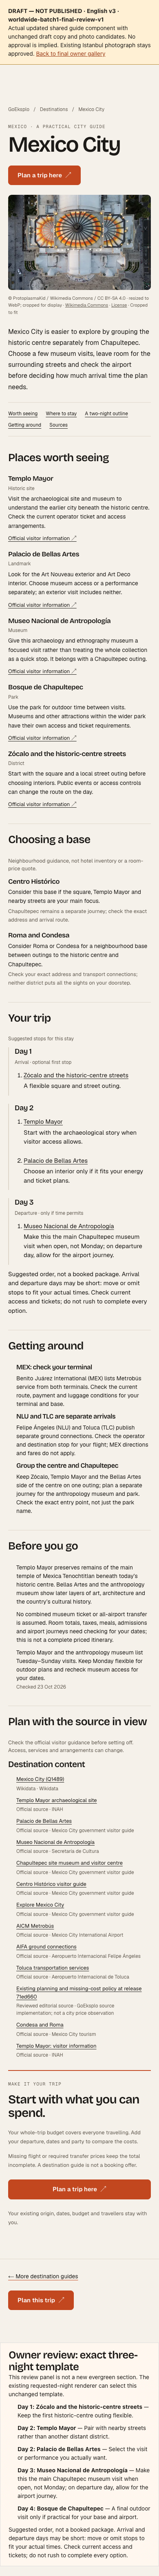 DRAFT — NOT PUBLISHED · English v3 ·
worldwide-batch1-final-review-v1
Actual updated shared guide component with
unchanged draft copy and photo candidates. No
approval is implied. Existing Istanbul photograph stays
approved. Back to final owner gallery
GoEksplo / Destinations / Mexico City
MEXICO · A PRACTICAL CITY GUIDE
Mexico City
Plan a trip here ↗
© ProtoplasmaKid / Wikimedia Commons / CC BY-SA 4.0 · resized to
WebP; cropped for display · Wikimedia Commons · License · Cropped
to fit
Mexico City is easier to explore by grouping the
historic centre separately from Chapultepec.
Choose a few museum visits, leave room for the
surrounding streets and check the airport
before deciding how much arrival time the plan
needs.
Worth seeing Where to stay A two-night outline
Getting around Sources
Places worth seeing
Templo Mayor
Historic site
Visit the archaeological site and museum to
understand the earlier city beneath the historic centre.
Check the current operator ticket and access
arrangements.
Official visitor information ↗
Palacio de Bellas Artes
Landmark
Look for the Art Nouveau exterior and Art Deco
interior. Choose museum access or a performance
separately; an exterior visit includes neither.
Official visitor information ↗
Museo Nacional de Antropología
Museum
Give this archaeology and ethnography museum a
focused visit rather than treating the whole collection
as a quick stop. It belongs with a Chapultepec outing.
Official visitor information ↗
Bosque de Chapultepec
Park
Use the park for outdoor time between visits.
Museums and other attractions within the wider park
have their own access and ticket requirements.
Official visitor information ↗
Zócalo and the historic-centre streets
District
Start with the square and a local street outing before
choosing interiors. Public events or access controls
can change the route on the day.
Official visitor information ↗
Choosing a base
Neighbourhood guidance, not hotel inventory or a room-
price quote.
Centro Histórico
Consider this base if the square, Templo Mayor and
nearby streets are your main focus.
Chapultepec remains a separate journey; check the exact
address and arrival route.
Roma and Condesa
Consider Roma or Condesa for a neighbourhood base
between outings to the historic centre and
Chapultepec.
Check your exact address and transport connections;
neither district puts all the sights on your doorstep.
Your trip
Suggested stops for this stay
Day 1
Arrival · optional first stop
1. Zócalo and the historic-centre streets
A flexible square and street outing.
Day 2
1. Templo Mayor
Start with the archaeological story when
visitor access allows.
2. Palacio de Bellas Artes
Choose an interior only if it fits your energy
and ticket plans.
Day 3
Departure · only if time permits
1. Museo Nacional de Antropología
Make this the main Chapultepec museum
visit when open, not Monday; on departure
day, allow for the airport journey.
Suggested order, not a booked package. Arrival
and departure days may be short: move or omit
stops to fit your actual times. Check current
access and tickets; do not rush to complete every
option.
Getting around
MEX: check your terminal
Benito Juárez International (MEX) lists Metrobús
service from both terminals. Check the current
route, payment and luggage conditions for your
terminal and base.
NLU and TLC are separate arrivals
Felipe Ángeles (NLU) and Toluca (TLC) publish
separate ground connections. Check the operator
and destination for your flight; MEX directions
and fares do not apply.
Group the centre and Chapultepec
Keep Zócalo, Templo Mayor and the Bellas Artes
side of the centre on one outing; plan a separate
journey for the anthropology museum and park.
Check the exact entry point, not just the park
name.
Before you go
Templo Mayor preserves remains of the main
temple of Mexica Tenochtitlan beneath today's
historic centre. Bellas Artes and the anthropology
museum add later layers of art, architecture and
the country's cultural history.
No combined museum ticket or all-airport transfer
is assumed. Room totals, taxes, meals, admissions
and airport journeys need checking for your dates;
this is not a complete priced itinerary.
Templo Mayor and the anthropology museum list
Tuesday–Sunday visits. Keep Monday flexible for
outdoor plans and recheck museum access for
your dates.
Checked 23 Oct 2026
Plan with the source in view
Check the official visitor guidance before setting off.
Access, services and arrangements can change.
Destination content
Mexico City (Q1489)
Wikidata · Wikidata
Templo Mayor archaeological site
Official source · INAH
Palacio de Bellas Artes
Official source · Mexico City government visitor guide
Museo Nacional de Antropología
Official source · Secretaría de Cultura
Chapultepec site museum and visitor centre
Official source · Mexico City government visitor guide
Centro Histórico visitor guide
Official source · Mexico City government visitor guide
Explore Mexico City
Official source · Mexico City government visitor guide
AICM Metrobús
Official source · Mexico City International Airport
AIFA ground connections
Official source · Aeropuerto Internacional Felipe Ángeles
Toluca transportation services
Official source · Aeropuerto Internacional de Toluca
Existing planning and missing-cost policy at release
71ed660
Reviewed editorial source · GoEksplo source
implementation; not a city price observation
Condesa and Roma
Official source · Mexico City tourism
Templo Mayor: visitor information
Official source · INAH
MAKE IT YOUR TRIP
Start with what you can
spend.
Your whole-trip budget covers everyone travelling. Add
your departure, dates and party to compare the costs.
Missing flight or required transfer prices keep the total
incomplete. A destination guide is not a booking offer.
Plan a trip here ↗
Your existing origin, dates, budget and travellers stay with
you.
← More destination guides
Plan this trip ↗
Owner review: exact three-
night template
This review panel is not a new evergreen section. The
existing requested-night renderer can select this
unchanged template.
Day 1: Zócalo and the historic-centre streets —
Keep the first historic-centre outing flexible.
Day 2: Templo Mayor — Pair with nearby streets
rather than another distant district.
Day 2: Palacio de Bellas Artes — Select the visit
or performance you actually want.
Day 3: Museo Nacional de Antropología — Make
this the main Chapultepec museum visit when
open, not Monday; on departure day, allow for
the airport journey.
Day 4: Bosque de Chapultepec — A final outdoor
visit only if practical for your base and airport.
Suggested order, not a booked package. Arrival and
departure days may be short: move or omit stops to
fit your actual times. Check current access and
tickets; do not rush to complete every option.